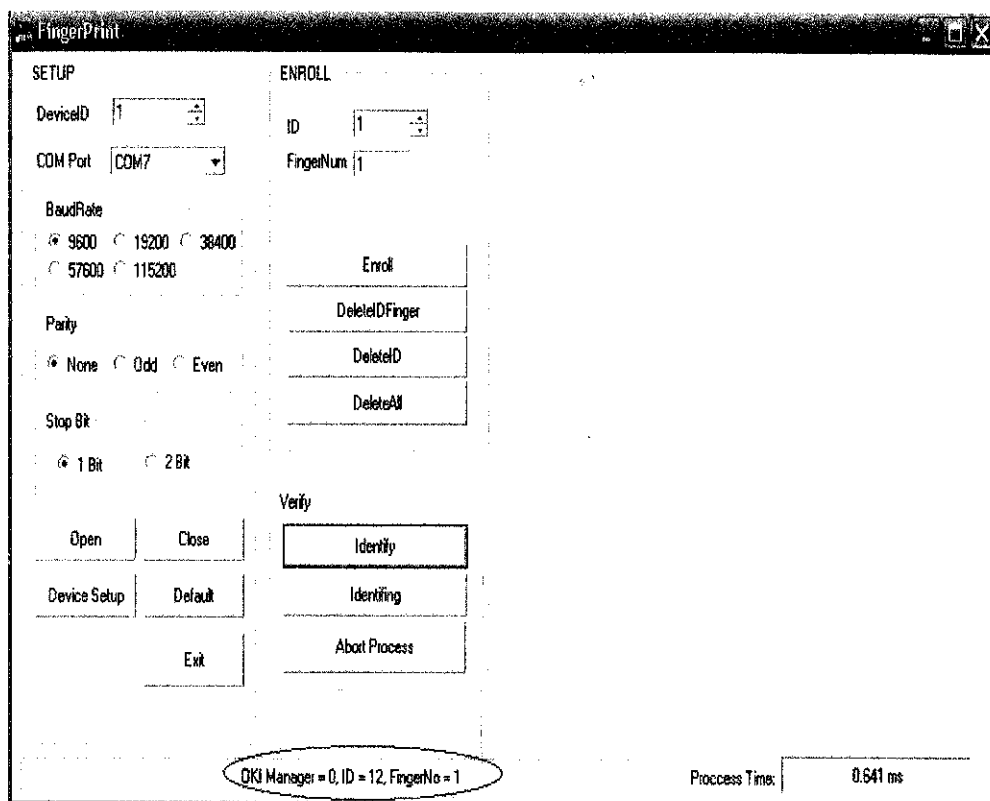 FingerPrint
SETUP
DeviceID 1
COM Port COM7
BaudRate
9600 19200 38400
57600 115200
Parity
None Odd Even
Stop Bit
1 Bit 2 Bit
Open Close
Device Setup Default
Exit
ENROLL
ID 1
FingerNum 1
Enroll
DeleteIDFinger
DeleteID
DeleteAll
Verify
Identify
Identifing
Abort Process
OK! Manager = 0, ID = 12, FingerNo = 1
Proccess Time: 0.641 ms